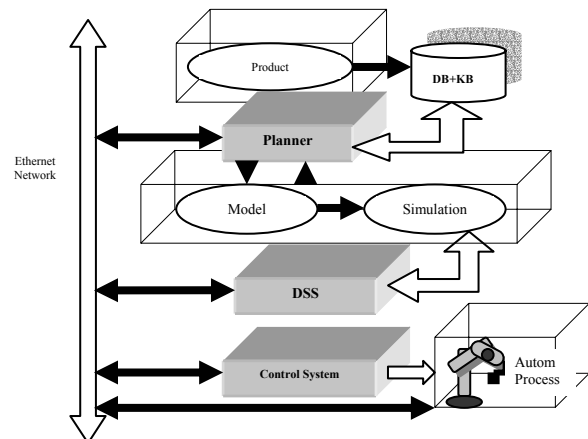 Product
DB+KB
Planner
Ethernet
Network
Model
Simulation
DSS
Control System
Autom
Process